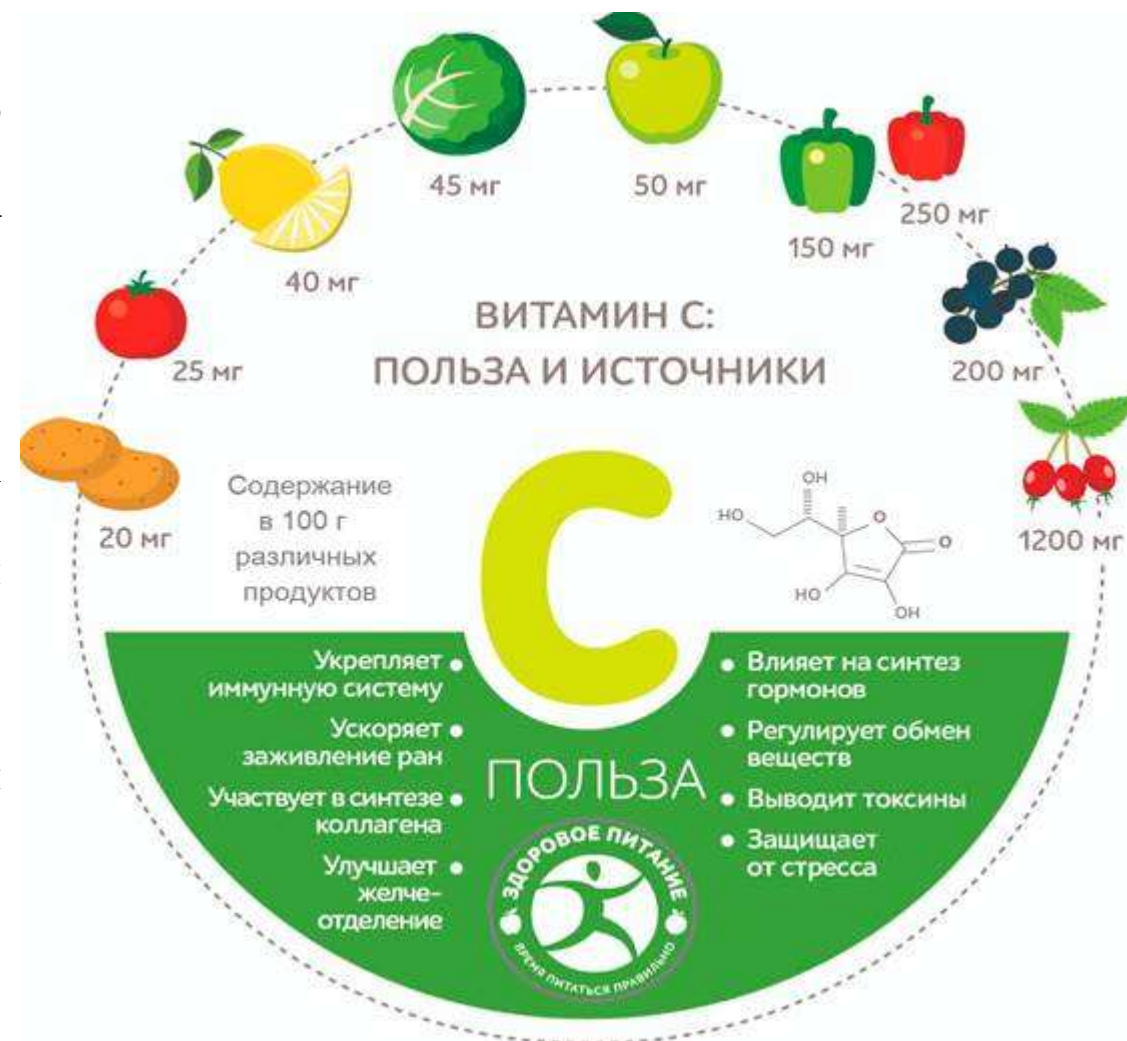 45 мг
50 мг
150 мг
250 мг
40 мг
25 мг
200 мг
20 мг
1200 мг
ВИТАМИН С:
ПОЛЬЗА И ИСТОЧНИКИ
Содержание
в 100 г
различных
продуктов
OH
HO
O
O
HO
OH
C
Укрепляет
иммунную систему
Ускоряет
заживление ран
Участвует в синтезе
коллагена
Улучшает
желче-
отделение
ПОЛЬЗА
Влияет на синтез
гормонов
Регулирует обмен
веществ
Выводит токсины
Защищает
от стресса
ЗДОРОВОЕ ПИТАНИЕ
ВРЕМЯ ПИТАТЬСЯ ПРАВИЛЬНО